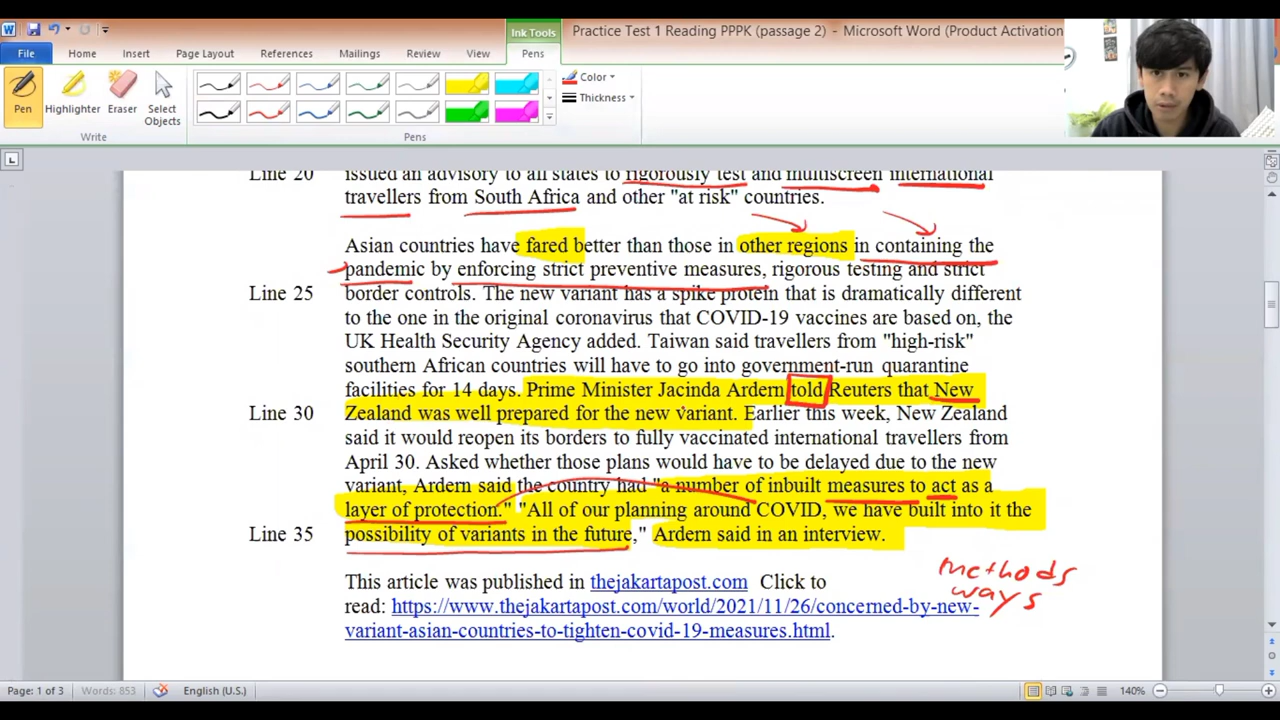 Ink Tools
Practice Test 1 Reading PPPK (passage 2) - Microsoft Word (Product Activation
File Home Insert Page Layout References Mailings Review View Pens
Pen Highlighter Eraser Select Objects
Color
Thickness
Write Pens
Line 20 issued an advisory to all states to rigorously test and multiscreen international
travellers from South Africa and other "at risk" countries.
Asian countries have fared better than those in other regions in containing the
pandemic by enforcing strict preventive measures, rigorous testing and strict
Line 25 border controls. The new variant has a spike protein that is dramatically different
to the one in the original coronavirus that COVID-19 vaccines are based on, the
UK Health Security Agency added. Taiwan said travellers from "high-risk"
southern African countries will have to go into government-run quarantine
facilities for 14 days. Prime Minister Jacinda Ardern told Reuters that New
Line 30 Zealand was well prepared for the new variant. Earlier this week, New Zealand
said it would reopen its borders to fully vaccinated international travellers from
April 30. Asked whether those plans would have to be delayed due to the new
variant, Ardern said the country had "a number of inbuilt measures to act as a
layer of protection." "All of our planning around COVID, we have built into it the
Line 35 possibility of variants in the future," Ardern said in an interview.
methods
ways
This article was published in thejakartapost.com Click to
read: https://www.thejakartapost.com/world/2021/11/26/concerned-by-new-
variant-asian-countries-to-tighten-covid-19-measures.html.
Page: 1 of 3 Words: 853 English (U.S.) 140%